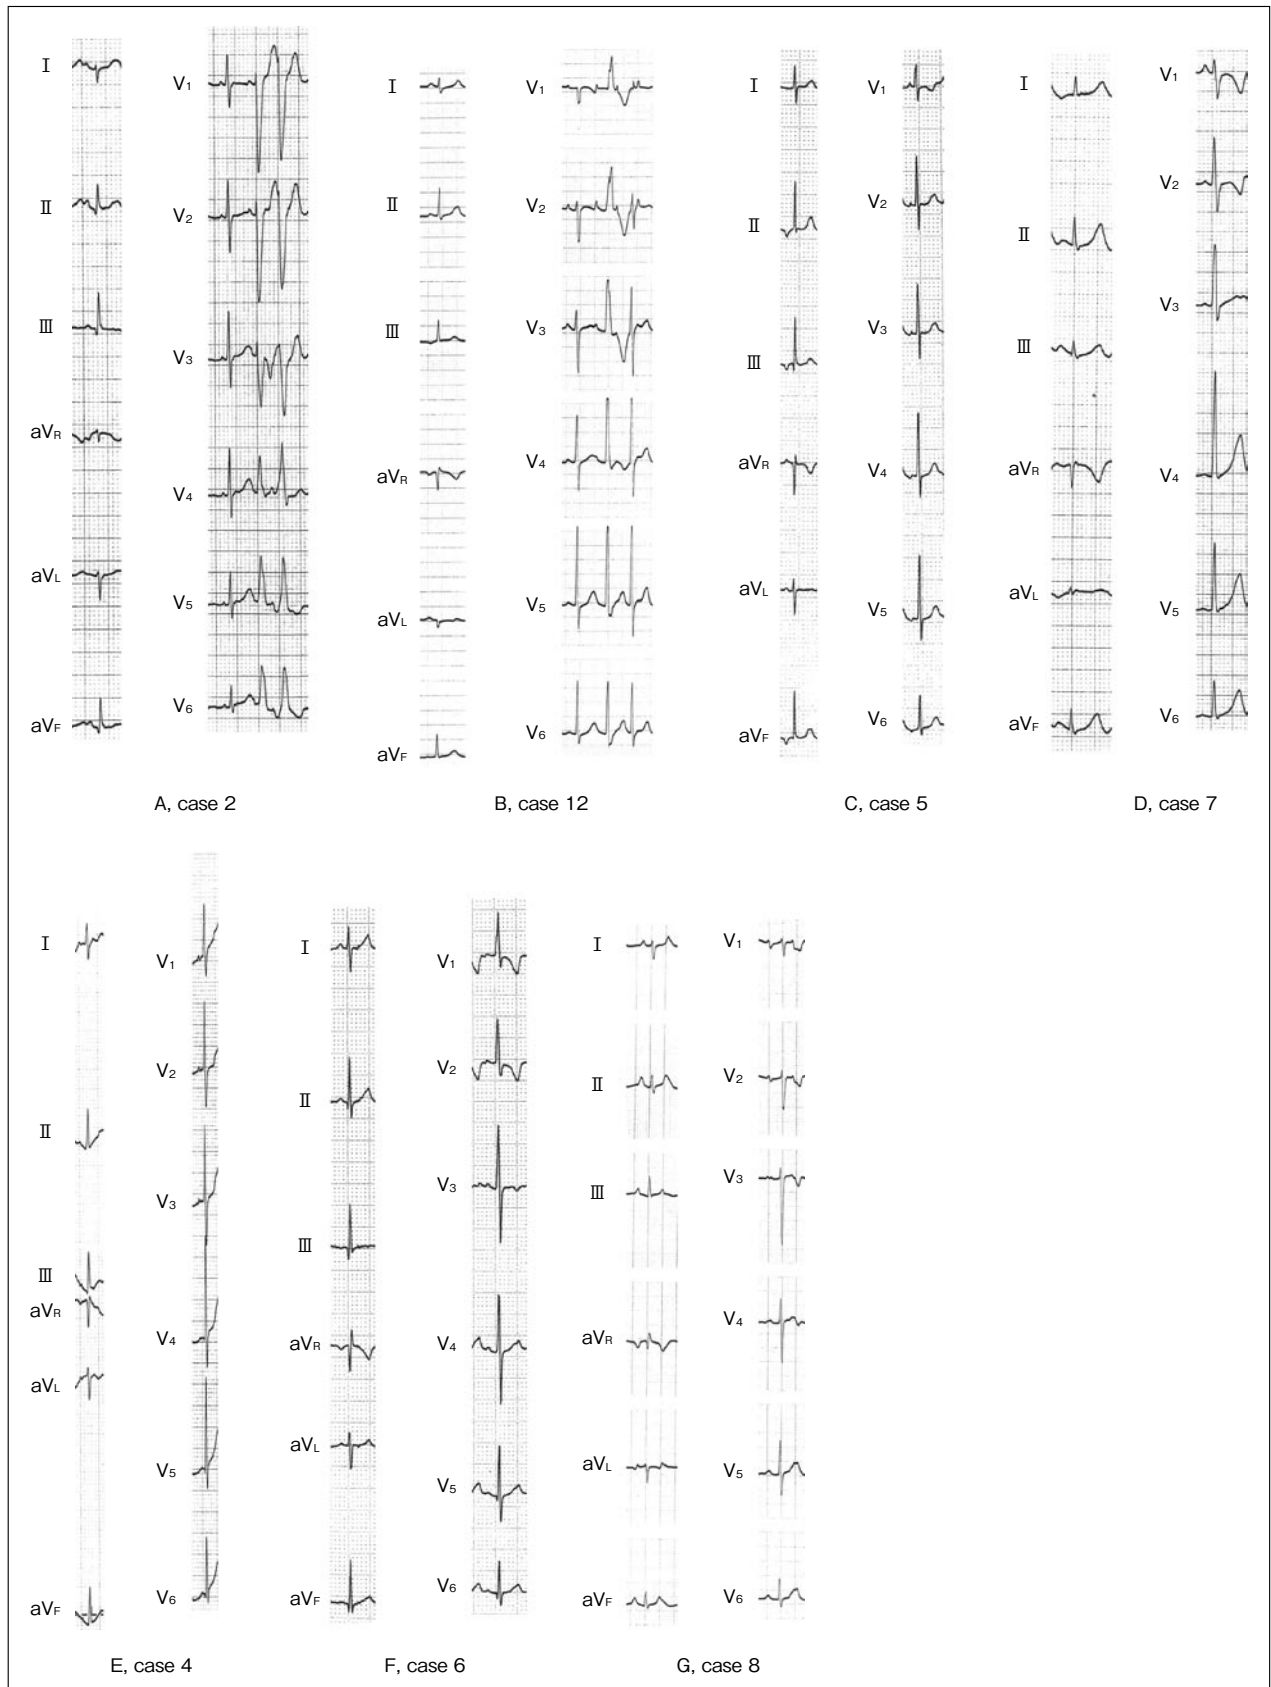 I
II
III
aVR
aVL
aVF
V1
V2
V3
V4
V5
V6
A, case 2
I
II
III
aVR
aVL
aVF
V1
V2
V3
V4
V5
V6
B, case 12
I
II
III
aVR
aVL
aVF
V1
V2
V3
V4
V5
V6
C, case 5
I
II
III
aVR
aVL
aVF
V1
V2
V3
V4
V5
V6
D, case 7
I
II
III
aVR
aVL
aVF
V1
V2
V3
V4
V5
V6
E, case 4
I
II
III
aVR
aVL
aVF
V1
V2
V3
V4
V5
V6
F, case 6
I
II
III
aVR
aVL
aVF
V1
V2
V3
V4
V5
V6
G, case 8